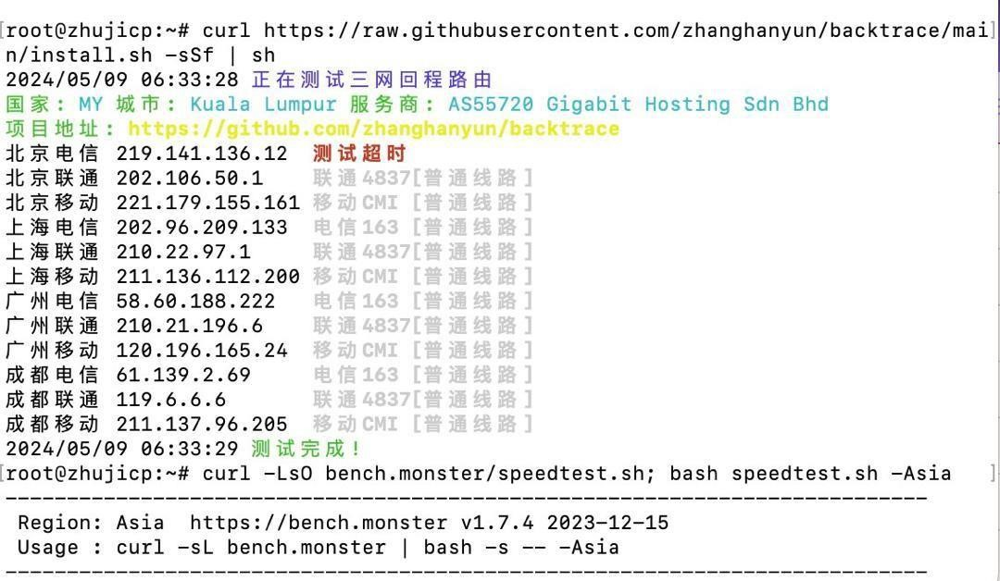 [root@zhujicp:~# curl https://raw.githubusercontent.com/zhanghanyun/backtrace/mai]
n/install.sh -sSf | sh
2024/05/09 06:33:28 正在测试三网回程路由
国家: MY 城市: Kuala Lumpur 服务商: AS55720 Gigabit Hosting Sdn Bhd
项目地址: https://github.com/zhanghanyun/backtrace
北京电信 219.141.136.12 测试超时
北京联通 202.106.50.1 联通4837[普通线路]
北京移动 221.179.155.161 移动CMI [普通线路]
上海电信 202.96.209.133 电信163 [普通线路]
上海联通 210.22.97.1 联通4837[普通线路]
上海移动 211.136.112.200 移动CMI [普通线路]
广州电信 58.60.188.222 电信163 [普通线路]
广州联通 210.21.196.6 联通4837[普通线路]
广州移动 120.196.165.24 移动CMI [普通线路]
成都电信 61.139.2.69 电信163 [普通线路]
成都联通 119.6.6.6 联通4837[普通线路]
成都移动 211.137.96.205 移动CMI [普通线路]
2024/05/09 06:33:29 测试完成!
[root@zhujicp:~# curl -LsO bench.monster/speedtest.sh; bash speedtest.sh -Asia ]
---------------------------------------------------------------------------
Region: Asia https://bench.monster v1.7.4 2023-12-15
Usage : curl -sL bench.monster | bash -s -- -Asia
---------------------------------------------------------------------------